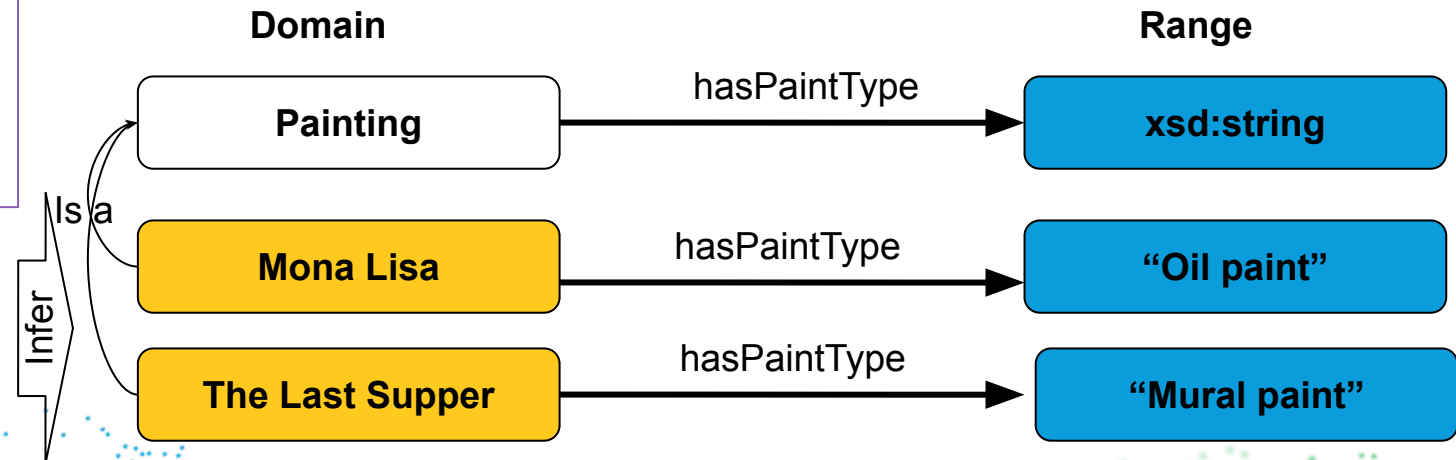 Domain
Range
Painting
hasPaintType
xsd:string
Is a
Mona Lisa
hasPaintType
“Oil paint”
Infer
The Last Supper
hasPaintType
“Mural paint”